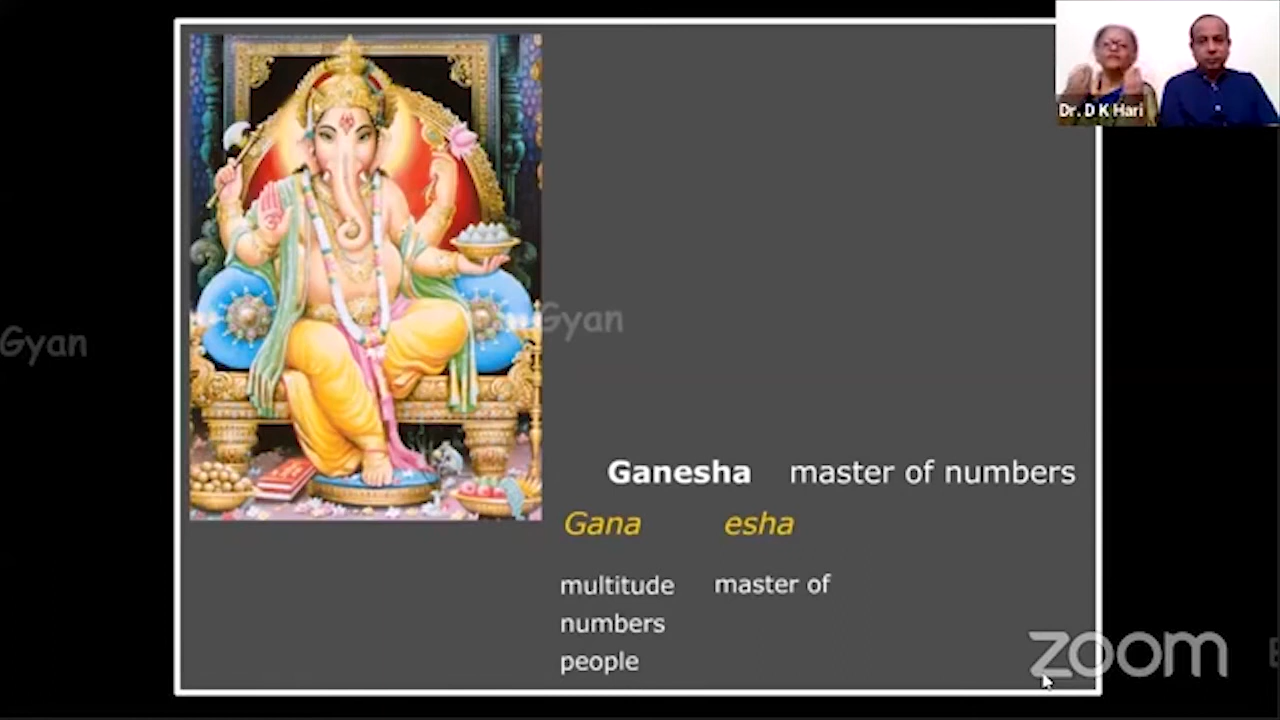 Dr. D K Hari
Gyan
Gyan
Ganesha master of numbers
Gana esha
multitude master of
numbers
people
zoom